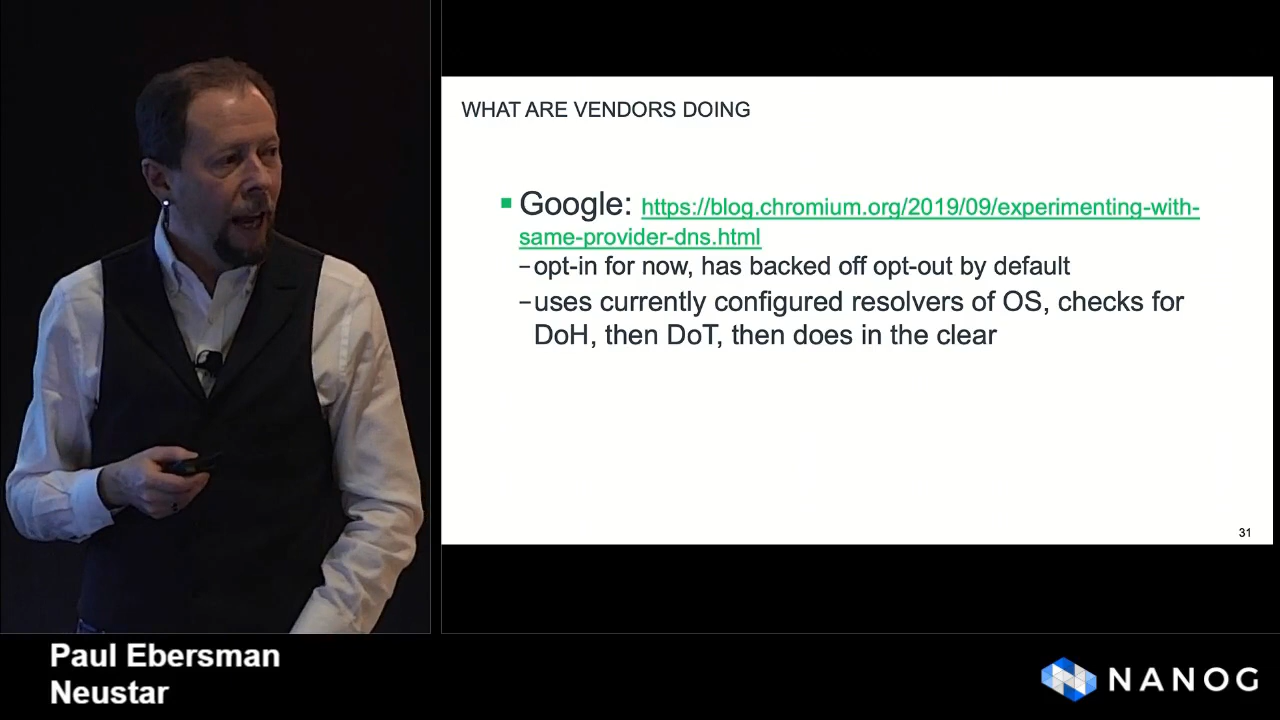 WHAT ARE VENDORS DOING
Google: https://blog.chromium.org/2019/09/experimenting-with-
same-provider-dns.html
–opt-in for now, has backed off opt-out by default
–uses currently configured resolvers of OS, checks for
DoH, then DoT, then does in the clear
31
Paul Ebersman
Neustar
NANOG